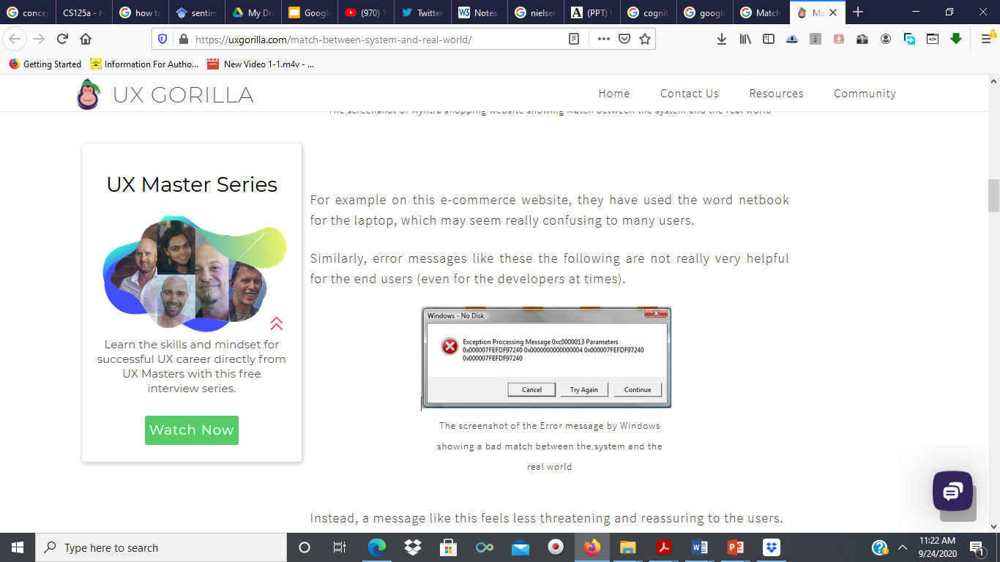 concep
CS125a - H
how to
sentim
My Dri
Google
(970) T
Twitter
Notes
nielsen
(PPT) H
cognit
google
Match
Ma
https://uxgorilla.com/match-between-system-and-real-world/
Getting Started
Information For Autho...
New Video 1-1.m4v - ...
UX GORILLA
Home
Contact Us
Resources
Community
The screenshot of Myntra shopping website showing Match between the system and the real world
UX Master Series
Learn the skills and mindset for
successful UX career directly from
UX Masters with this free
interview series.
Watch Now
For example on this e-commerce website, they have used the word netbook
for the laptop, which may seem really confusing to many users.
Similarly, error messages like these the following are not really very helpful
for the end users (even for the developers at times).
Windows - No Disk
Exception Processing Message 0xc0000013 Parameters
0x000007FEFDF97240 0x0000000000000004 0x000007FEFDF97240
0x000007FEFDF97240
Cancel
Try Again
Continue
The screenshot of the Error message by Windows
showing a bad match between the system and the
real world
Instead, a message like this feels less threatening and reassuring to the users.
Type here to search
11:22 AM
9/24/2020
1